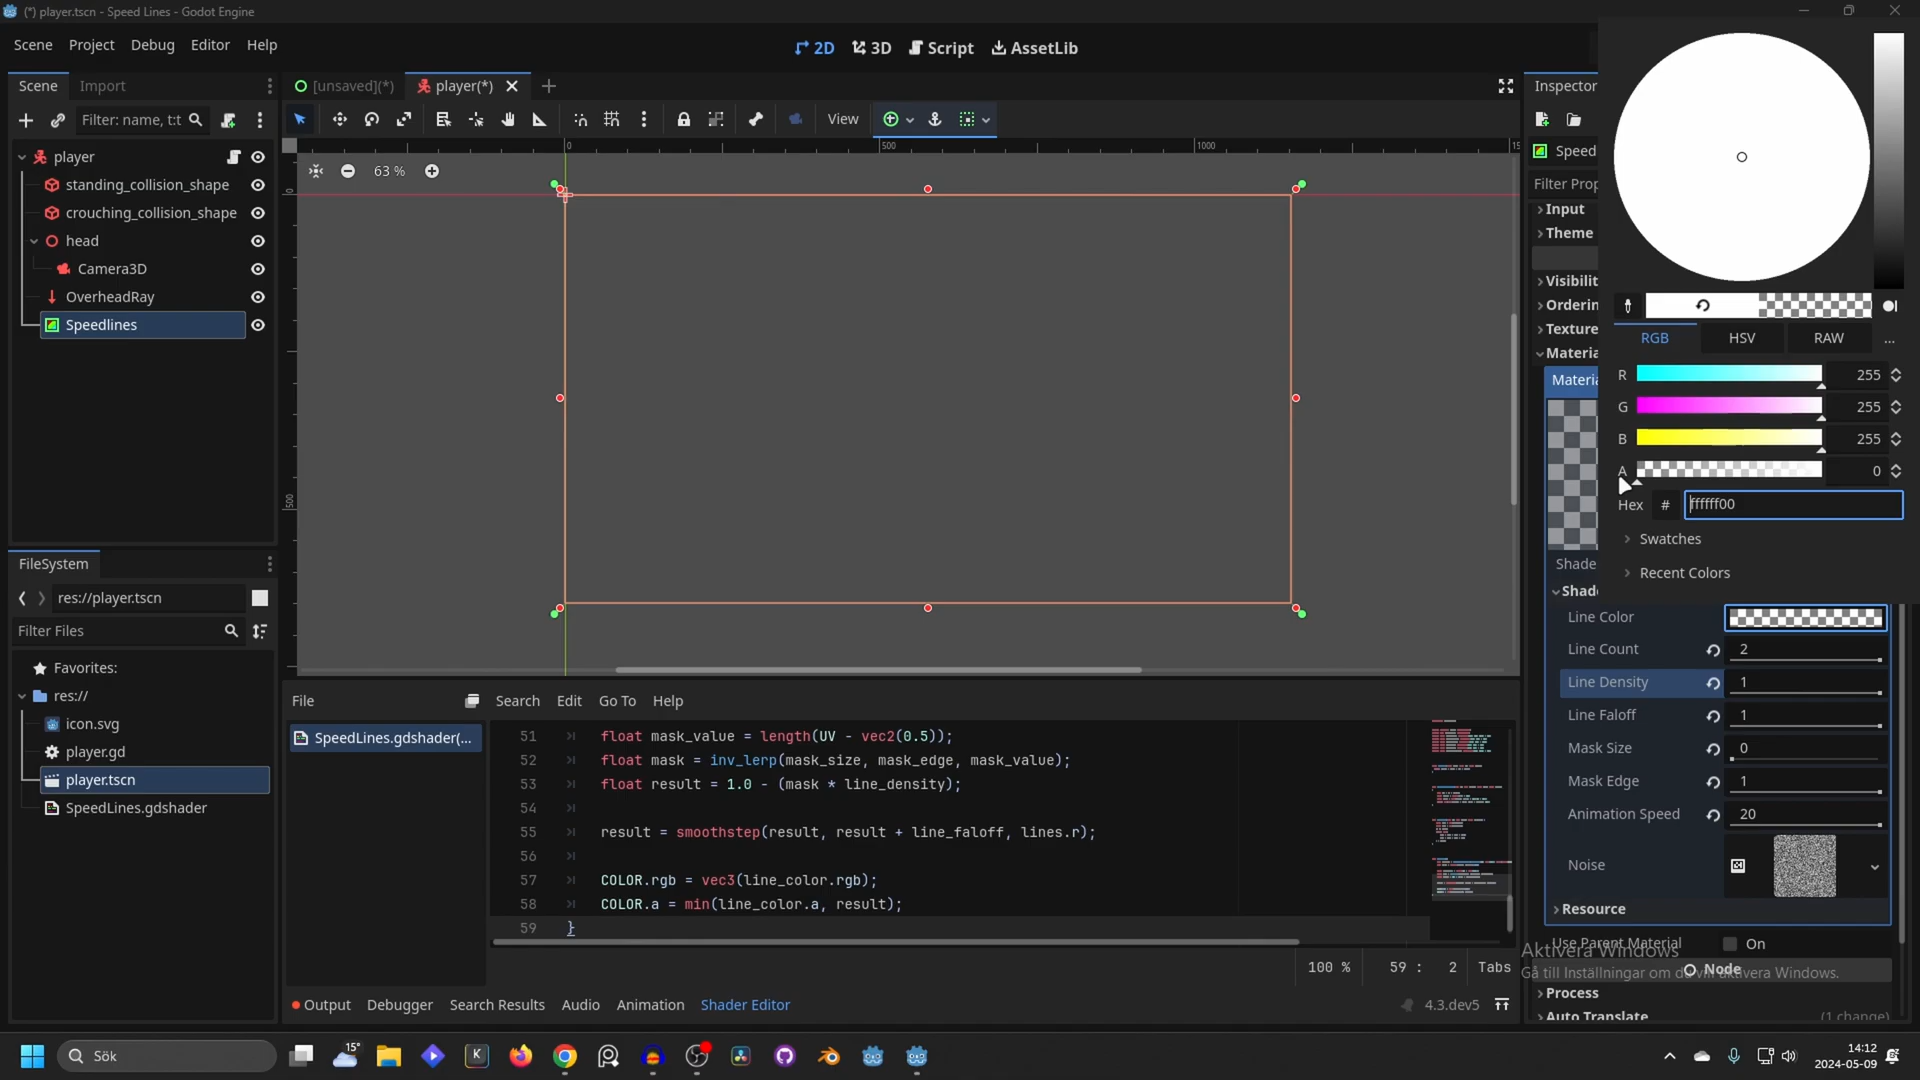 (*) player.tscn - Speed Lines - Godot Engine
Scene Project Debug Editor Help
2D 3D Script AssetLib
Scene Import
[unsaved](*) player(*)
Inspector
Filter: name, t:t
View
player
standing_collision_shape
crouching_collision_shape
head
Camera3D
OverheadRay
Speedlines
0 500 1000 15
63 %
0
500
Speed
Filter Prop
Input
Theme
Visibilit
Orderin
Texture
Materia
Materia
RGB HSV RAW ...
R 255
G 255
B 255
A 0
Hex # ffffff00
Swatches
Recent Colors
Shade
Shad
Line Color
Line Count 2
Line Density 1
Line Faloff 1
Mask Size 0
Mask Edge 1
Animation Speed 20
Noise
Resource
Use Parent Material On
Node
Process
Auto Translate (1 change)
Aktivera Windows
Gå till Inställningar om du vill aktivera Windows.
FileSystem
res://player.tscn
Filter Files
Favorites:
res://
icon.svg
player.gd
player.tscn
SpeedLines.gdshader
File Search Edit Go To Help
SpeedLines.gdshader(...
51 float mask_value = length(UV - vec2(0.5));
52 float mask = inv_lerp(mask_size, mask_edge, mask_value);
53 float result = 1.0 - (mask * line_density);
54
55 result = smoothstep(result, result + line_faloff, lines.r);
56
57 COLOR.rgb = vec3(line_color.rgb);
58 COLOR.a = min(line_color.a, result);
59 }
100 % 59 : 2 Tabs
Output Debugger Search Results Audio Animation Shader Editor
4.3.dev5
Sök
15°
K
14:12
2024-05-09